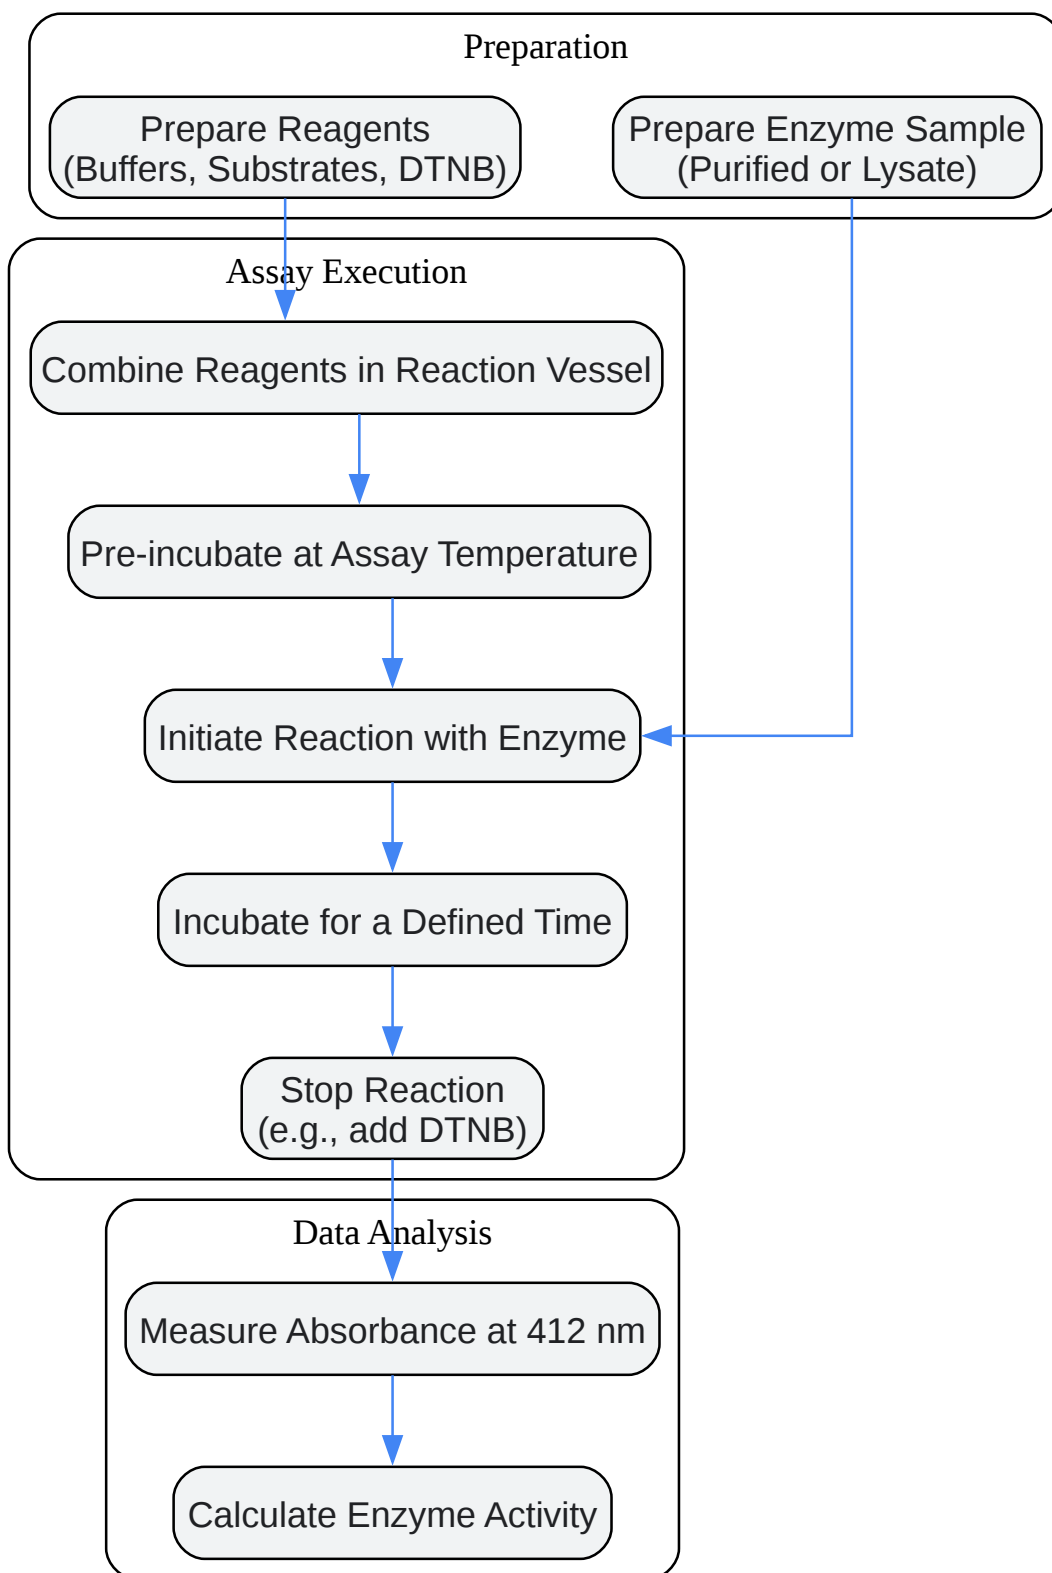 Preparation
Prepare Reagents
(Buffers, Substrates, DTNB)
Prepare Enzyme Sample
(Purified or Lysate)
Assay Execution
Combine Reagents in Reaction Vessel
Pre-incubate at Assay Temperature
Initiate Reaction with Enzyme
Incubate for a Defined Time
Stop Reaction
(e.g., add DTNB)
Data Analysis
Measure Absorbance at 412 nm
Calculate Enzyme Activity